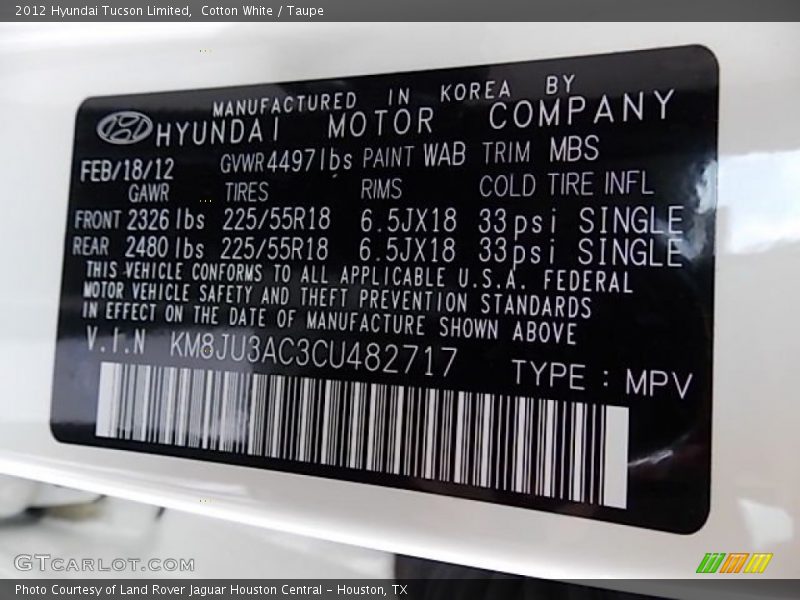 2012 Hyundai Tucson Limited, Cotton White / Taupe
MANUFACTURED IN KOREA BY
HYUNDAI MOTOR COMPANY
FEB/18/12 GVWR 4497lbs PAINT WAB TRIM MBS
GAWR TIRES RIMS COLD TIRE INFL
FRONT 2326 lbs 225/55R18 6.5JX18 33psi SINGLE
REAR 2480 lbs 225/55R18 6.5JX18 33psi SINGLE
THIS VEHICLE CONFORMS TO ALL APPLICABLE U.S.A. FEDERAL
MOTOR VEHICLE SAFETY AND THEFT PREVENTION STANDARDS
IN EFFECT ON THE DATE OF MANUFACTURE SHOWN ABOVE
V.I.N KM8JU3AC3CU482717
TYPE : MPV
GTCARLOT.COM
Photo Courtesy of Land Rover Jaguar Houston Central - Houston, TX